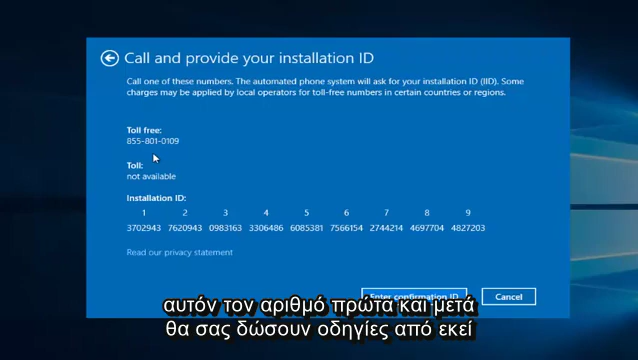 Call and provide your installation ID
Call one of these numbers. The automated phone system will ask for your installation ID (IID). Some
charges may be applied by local operators for toll-free numbers in certain countries or regions.
Toll free:
855-801-0109
Toll:
not available
Installation ID:
1 2 3 4 5 6 7 8 9
3702943 7620943 0983163 3306486 6085381 7566154 2744214 4697704 4827203
Read our privacy statement
Enter confirmation ID Cancel
αυτόν τον αριθμό πρώτα και μετά
θα σας δώσουν οδηγίες από εκεί